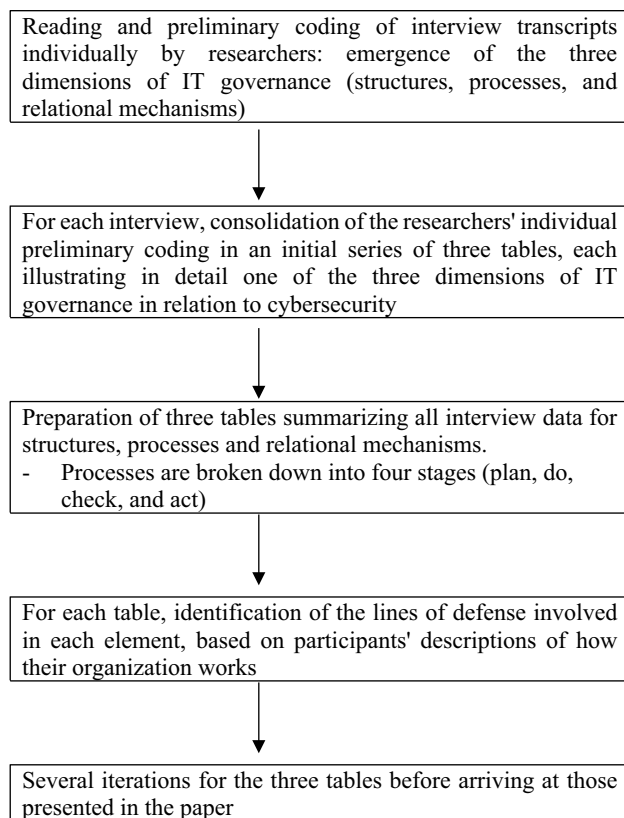 Reading and preliminary coding of interview transcripts
individually by researchers: emergence of the three
dimensions of IT governance (structures, processes, and
relational mechanisms)
For each interview, consolidation of the researchers' individual
preliminary coding in an initial series of three tables, each
illustrating in detail one of the three dimensions of IT
governance in relation to cybersecurity
Preparation of three tables summarizing all interview data for
structures, processes and relational mechanisms.
- Processes are broken down into four stages (plan, do,
check, and act)
For each table, identification of the lines of defense involved
in each element, based on participants' descriptions of how
their organization works
Several iterations for the three tables before arriving at those
presented in the paper